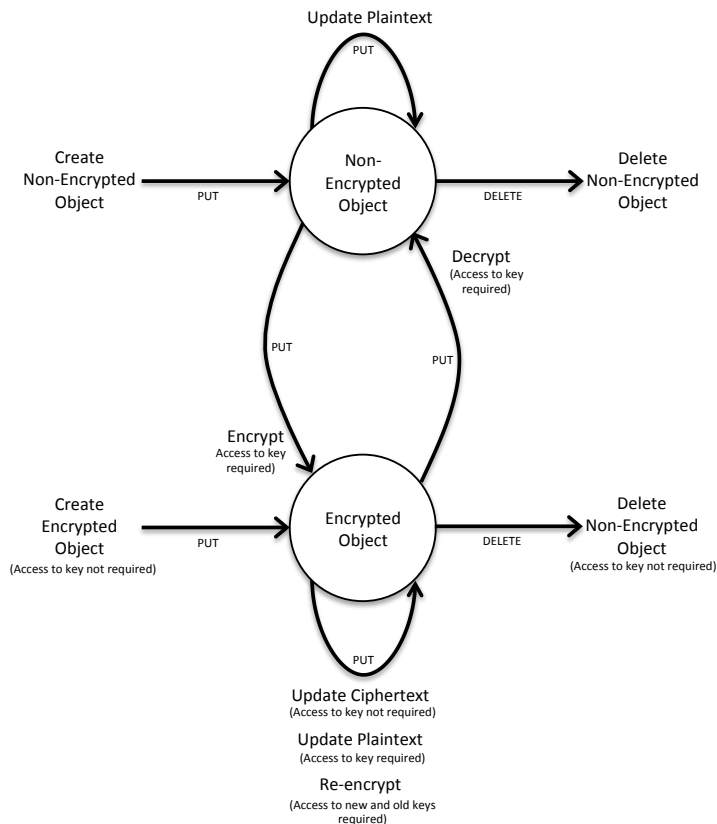 Update Plaintext
PUT
Create
Non-Encrypted
Object
PUT
Non-
Encrypted
Object
DELETE
Delete
Non-Encrypted
Object
Decrypt
(Access to key
required)
PUT
PUT
Encrypt
Access to key
required)
Create
Encrypted
Object
(Access to key not required)
PUT
Encrypted
Object
DELETE
Delete
Non-Encrypted
Object
(Access to key not required)
PUT
Update Ciphertext
(Access to key not required)
Update Plaintext
(Access to key required)
Re-encrypt
(Access to new and old keys
required)